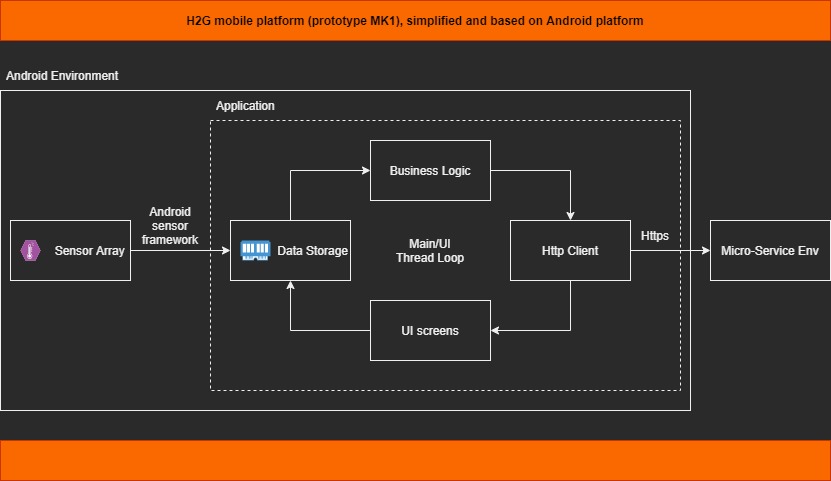 H2G mobile platform (prototype MK1), simplified and based on Android platform
Android Environment
Application
Business Logic
Android
sensor
framework
Sensor Array
Data Storage
Main/UI
Thread Loop
Http Client
Https
Micro-Service Env
UI screens